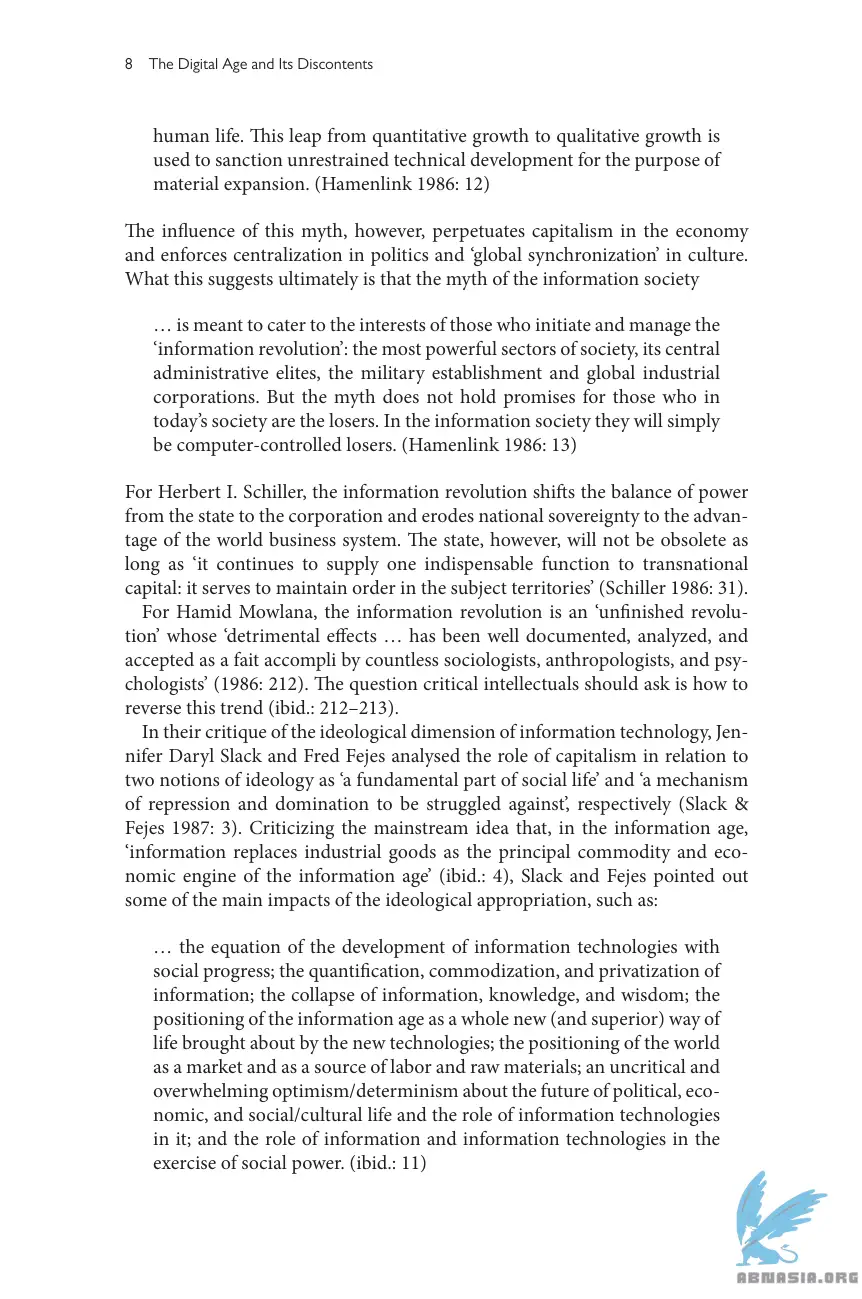 8 The Digital Age and Its Discontents
human life. This leap from quantitative growth to qualitative growth is
used to sanction unrestrained technical development for the purpose of
material expansion. (Hamenlink 1986: 12)
The influence of this myth, however, perpetuates capitalism in the economy
and enforces centralization in politics and ‘global synchronization’ in culture.
What this suggests ultimately is that the myth of the information society
… is meant to cater to the interests of those who initiate and manage the
‘information revolution’: the most powerful sectors of society, its central
administrative elites, the military establishment and global industrial
corporations. But the myth does not hold promises for those who in
today’s society are the losers. In the information society they will simply
be computer-controlled losers. (Hamenlink 1986: 13)
For Herbert I. Schiller, the information revolution shifts the balance of power
from the state to the corporation and erodes national sovereignty to the advan-
tage of the world business system. The state, however, will not be obsolete as
long as ‘it continues to supply one indispensable function to transnational
capital: it serves to maintain order in the subject territories’ (Schiller 1986: 31).
For Hamid Mowlana, the information revolution is an ‘unfinished revolu-
tion’ whose ‘detrimental effects … has been well documented, analyzed, and
accepted as a fait accompli by countless sociologists, anthropologists, and psy-
chologists’ (1986: 212). The question critical intellectuals should ask is how to
reverse this trend (ibid.: 212–213).
In their critique of the ideological dimension of information technology, Jen-
nifer Daryl Slack and Fred Fejes analysed the role of capitalism in relation to
two notions of ideology as ‘a fundamental part of social life’ and ‘a mechanism
of repression and domination to be struggled against’, respectively (Slack &
Fejes 1987: 3). Criticizing the mainstream idea that, in the information age,
‘information replaces industrial goods as the principal commodity and eco-
nomic engine of the information age’ (ibid.: 4), Slack and Fejes pointed out
some of the main impacts of the ideological appropriation, such as:
… the equation of the development of information technologies with
social progress; the quantification, commodization, and privatization of
information; the collapse of information, knowledge, and wisdom; the
positioning of the information age as a whole new (and superior) way of
life brought about by the new technologies; the positioning of the world
as a market and as a source of labor and raw materials; an uncritical and
overwhelming optimism/determinism about the future of political, eco-
nomic, and social/cultural life and the role of information technologies
in it; and the role of information and information technologies in the
exercise of social power. (ibid.: 11)
ABNASIA.ORG